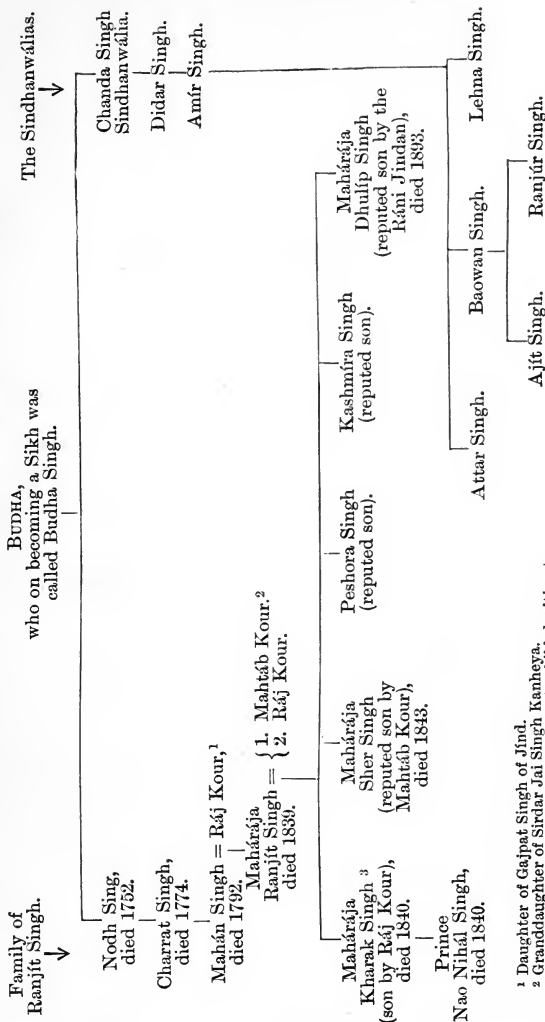 Family of
Ranjít Singh.
BUDHA,
who on becoming a Sikh was
called Budha Singh.
The Sindhanwálias.
Nodh Sing,
died 1752.
Charrat Singh,
died 1774.
Mahán Singh = Ráj Kour,¹
died 1792.
Mahárája
Ranjít Singh = { 1. Mahtáb Kour.²
2. Ráj Kour.
died 1839.
Chanda Singh
Sindhanwália.
Didar Singh.
Amír Singh.
Mahárája
Kharak Singh ³
(son by Ráj Kour),
died 1840.
Prince
Nao Nihál Singh,
died 1840.
Mahárája
Sher Singh
(reputed son by
Mahtáb Kour),
died 1843.
Peshora Singh
(reputed son).
Kashmíra Singh
(reputed son).
Mahárája
Dhulíp Singh
(reputed son by the
Ráni Jindan),
died 1893.
Attar Singh.
Baowan Singh.
Lehna Singh.
Ajít Singh.
Ranjúr Singh.
¹ Daughter of Gajpat Singh of Jínd.
² Granddaughter of Sirdar Jai Singh Kanheya.